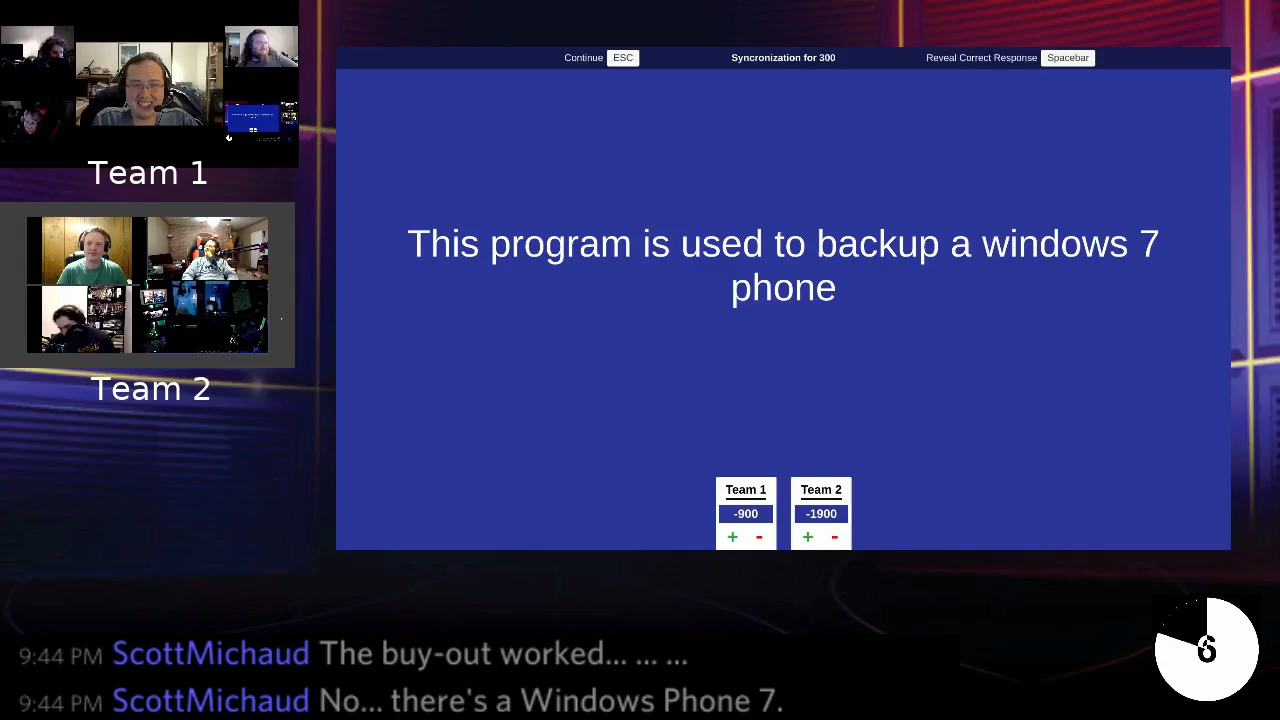 Continue ESC Syncronization for 300 Reveal Correct Response Spacebar
Team 1
This program is used to backup a windows 7
phone
Team 2
Team 1 Team 2
-900 -1900
+ - + -
9:44 PM ScottMichaud The buy-out worked... ... ...
9:44 PM ScottMichaud No... there's a Windows Phone 7.
6